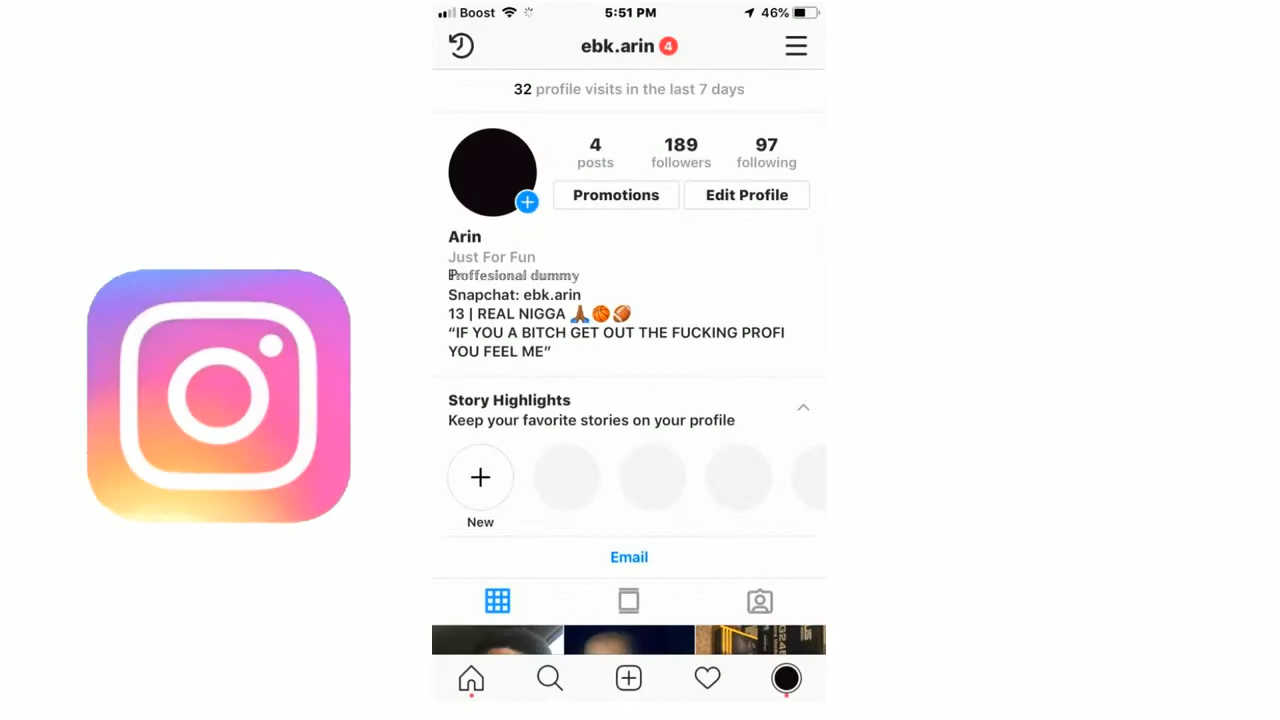 Boost 5:51 PM 46%
ebk.arin 4
32 profile visits in the last 7 days
4 189 97
posts followers following
Promotions Edit Profile
Arin
Just For Fun
Proffesional dummy
Snapchat: ebk.arin
13 | REAL NIGGA 🙏🏾🏀🏈
“IF YOU A BITCH GET OUT THE FUCKING PROFI
YOU FEEL ME”
Story Highlights
Keep your favorite stories on your profile
New
Email